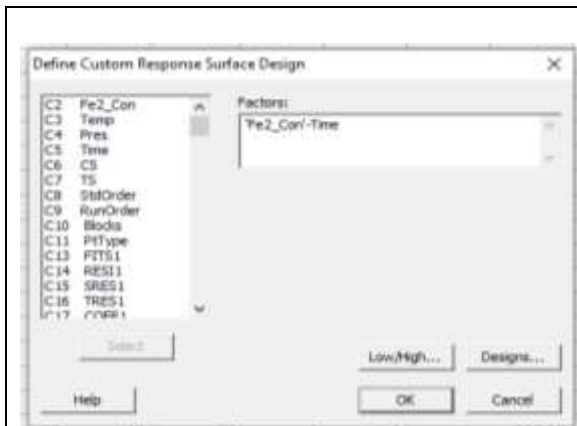 Define Custom Response Surface Design
C2 Fe2_Con
C3 Temp
C4 Pres
C5 Time
C6 CS
C7 TS
C8 StdOrder
C9 RunOrder
C10 Blocks
C11 PtType
C13 FITS1
C14 RESI1
C15 SRES1
C16 TRES1
C17 COEF1
Select
Factors:
'Fe2_Con'-Time
Low/High...
Designs...
Help
OK
Cancel